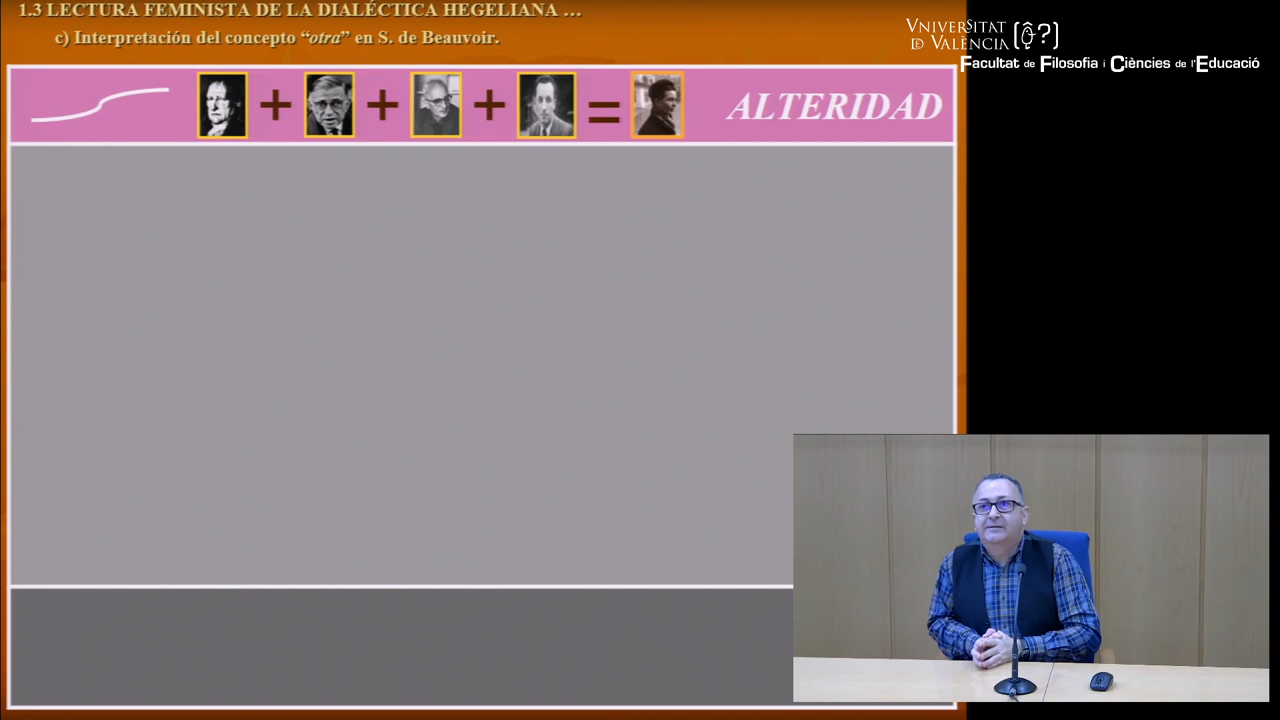 1.3 LECTURA FEMINISTA DE LA DIALÉCTICA HEGELIANA …
c) Interpretación del concepto “otra” en S. de Beauvoir.
VNIVERSITAT
DE VALÈNCIA
Facultat de Filosofia i Ciències de l'Educació
+ + + = ALTERIDAD